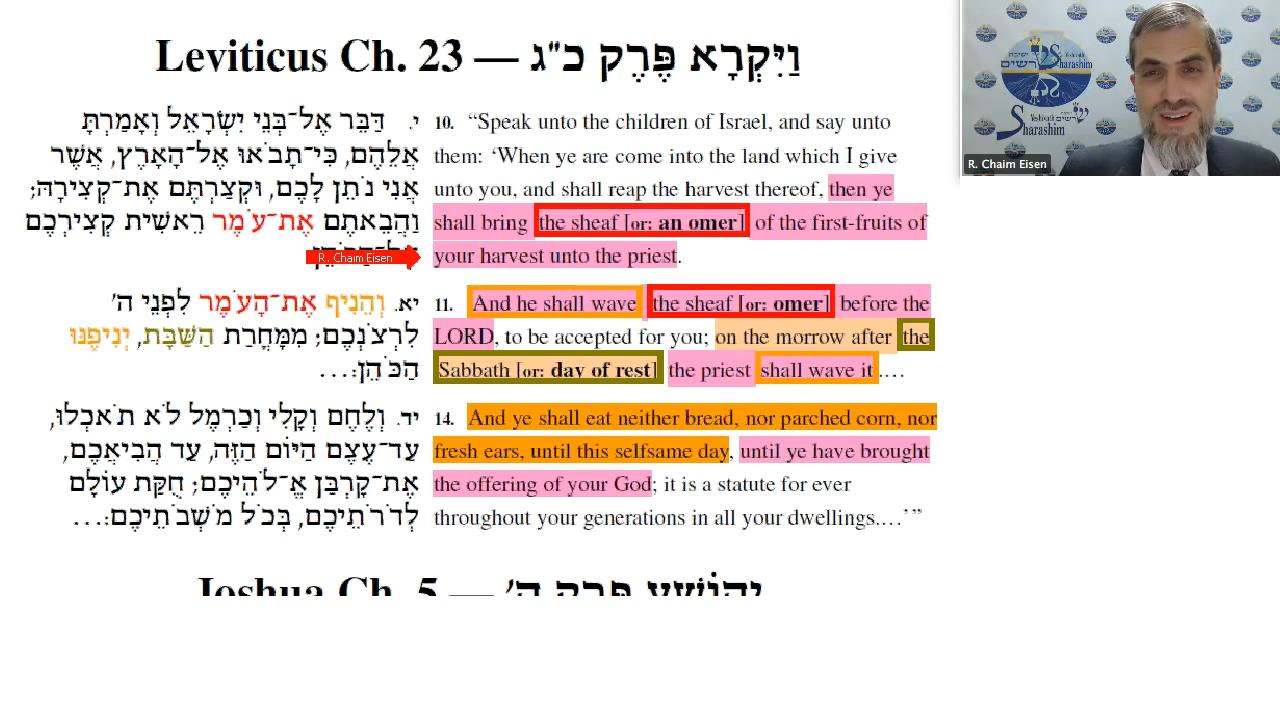 Leviticus Ch. 23 — וַיִּקְרָא פֶּרֶק כ"ג
י. דַּבֵּר אֶל־בְּנֵי יִשְׂרָאֵל וְאָמַרְתָּ
אֲלֵהֶם, כִּי־תָבֹאוּ אֶל־הָאָרֶץ, אֲשֶׁר
אֲנִי נֹתֵן לָכֶם, וּקְצַרְתֶּם אֶת־קְצִירָהּ;
וַהֲבֵאתֶם אֶת־עֹמֶר רֵאשִׁית קְצִירְכֶם
R. Chaim Eisen
10. “Speak unto the children of Israel, and say unto
them: ‘When ye are come into the land which I give
unto you, and shall reap the harvest thereof, then ye
shall bring the sheaf [or: an omer] of the first-fruits of
your harvest unto the priest.
יא. וְהֵנִיף אֶת־הָעֹמֶר לִפְנֵי ה'
לִרְצֹנְכֶם; מִמָּחֳרַת הַשַּׁבָּת, יְנִיפֶנּוּ
הַכֹּהֵן:...
11. And he shall wave the sheaf [or: omer] before the
LORD, to be accepted for you; on the morrow after the
Sabbath [or: day of rest] the priest shall wave it....
יד. וְלֶחֶם וְקָלִי וְכַרְמֶל לֹא תֹאכְלוּ,
עַד־עֶצֶם הַיּוֹם הַזֶּה, עַד הֲבִיאֲכֶם,
אֶת־קָרְבַּן אֱ־לֹהֵיכֶם; חֻקַּת עוֹלָם
לְדֹרֹתֵיכֶם, בְּכֹל מֹשְׁבֹתֵיכֶם:...
14. And ye shall eat neither bread, nor parched corn, nor
fresh ears, until this selfsame day, until ye have brought
the offering of your God; it is a statute for ever
throughout your generations in all your dwellings....’”
Joshua Ch. 5 — יְהוֹשֻׁעַ פֶּרֶק ה'
ישיבת
שרשים
Yeshivath
Sharashim
R. Chaim Eisen